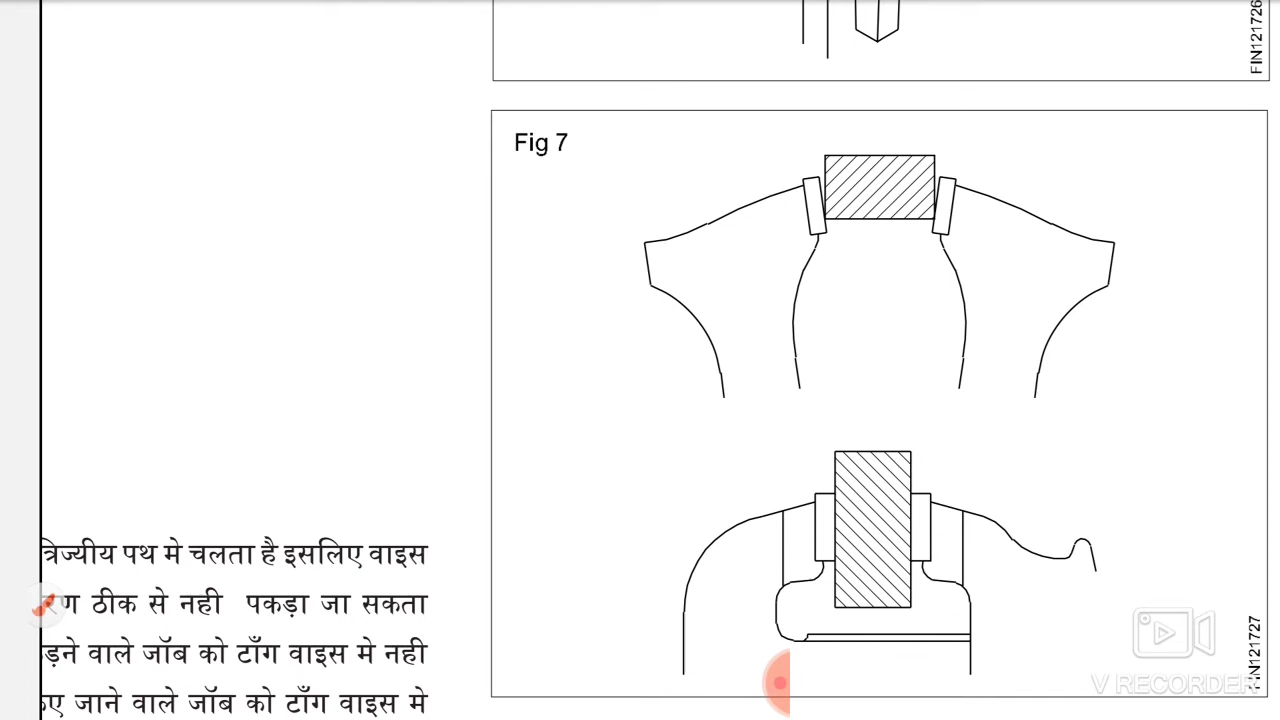 FIN121726
Fig 7
त्रिज्यीय पथ मे चलता है इसलिए वाइस
ठीक से नही पकड़ा जा सकता
वाले जॉब को टाँग वाइस मे नही
जाने वाले जॉब को टाँग वाइस मे
FIN121727
V RECORDER